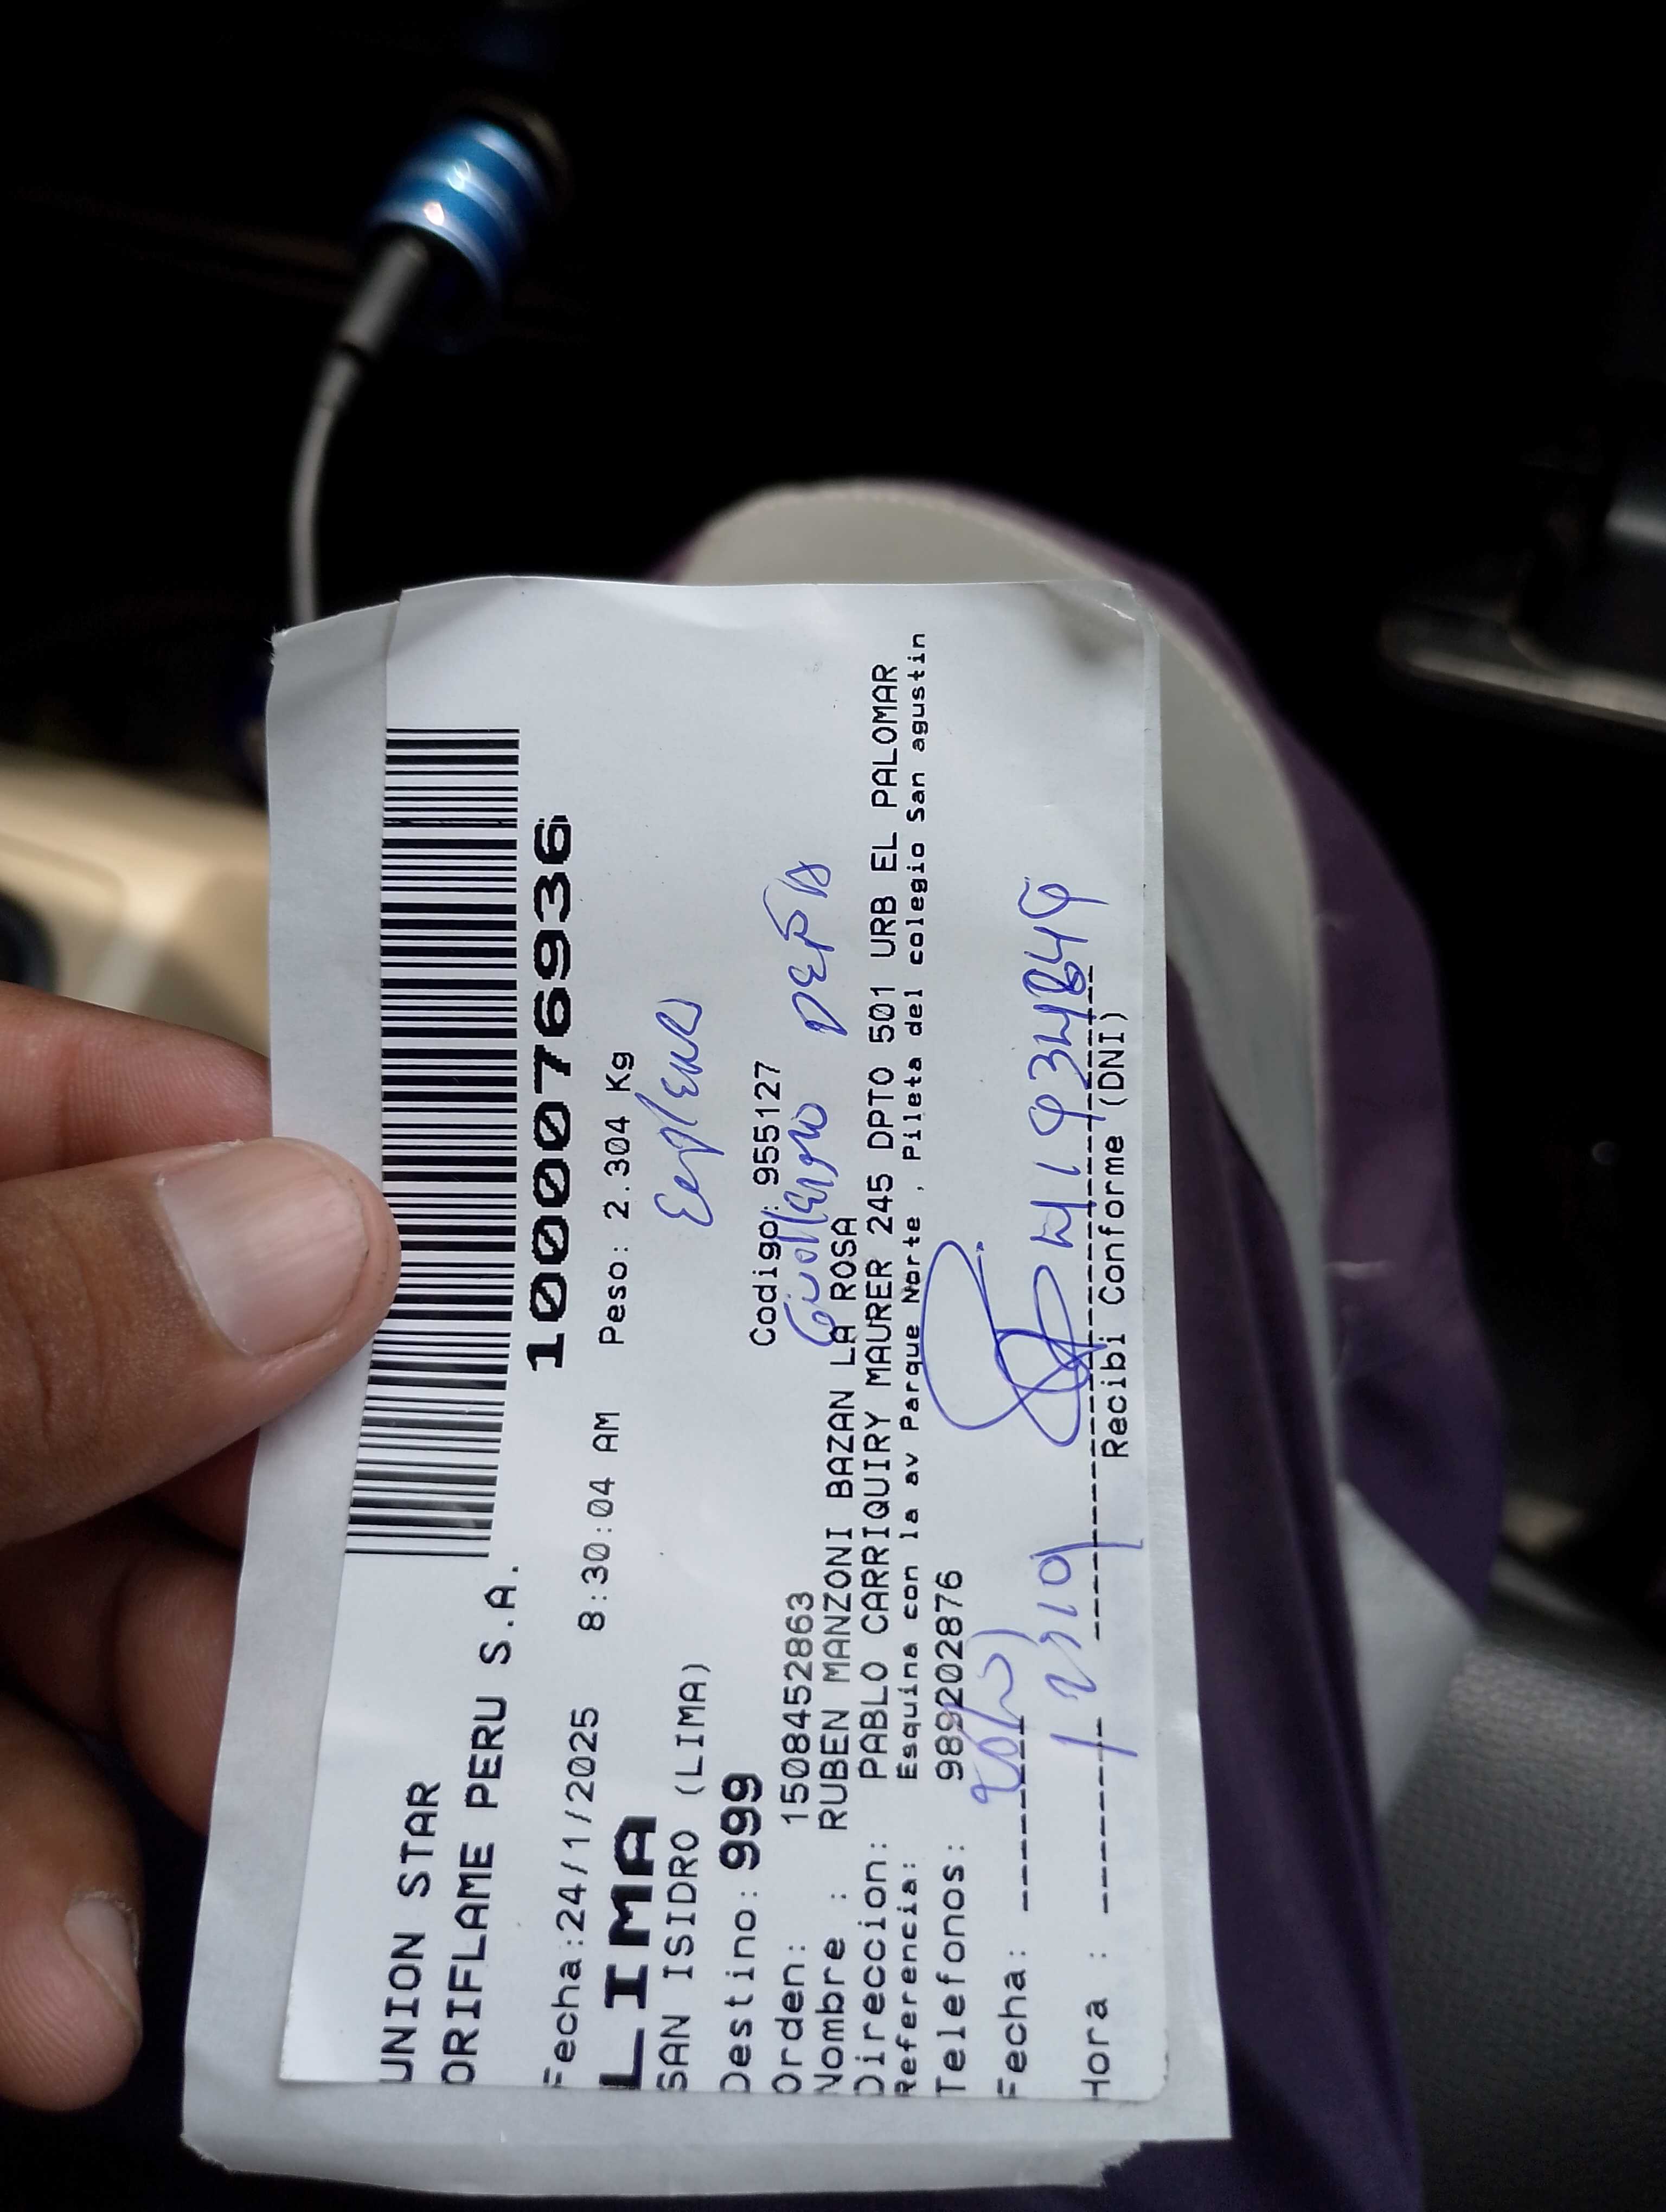 UNION STAR
ORIFLAME PERU S.A.
1000076936
Fecha:24/1/2025 8:30:04 AM Peso: 2.304 Kg
LIMA
SAN ISIDRO (LIMA)
Destino: 999
Codigo: 955127
Orden: 1508452863
Nombre : RUBEN MANZONI BAZAN LA ROSA
Direccion: PABLO CARRIQUIRY MAURER 245 DPTO 501 URB EL PALOMAR
Referencia: Esquina con la av Parque Norte , Pileta del colegio San agustin
Telefonos: 989202876
Fecha:
Hora :
Recibi Conforme (DNI)